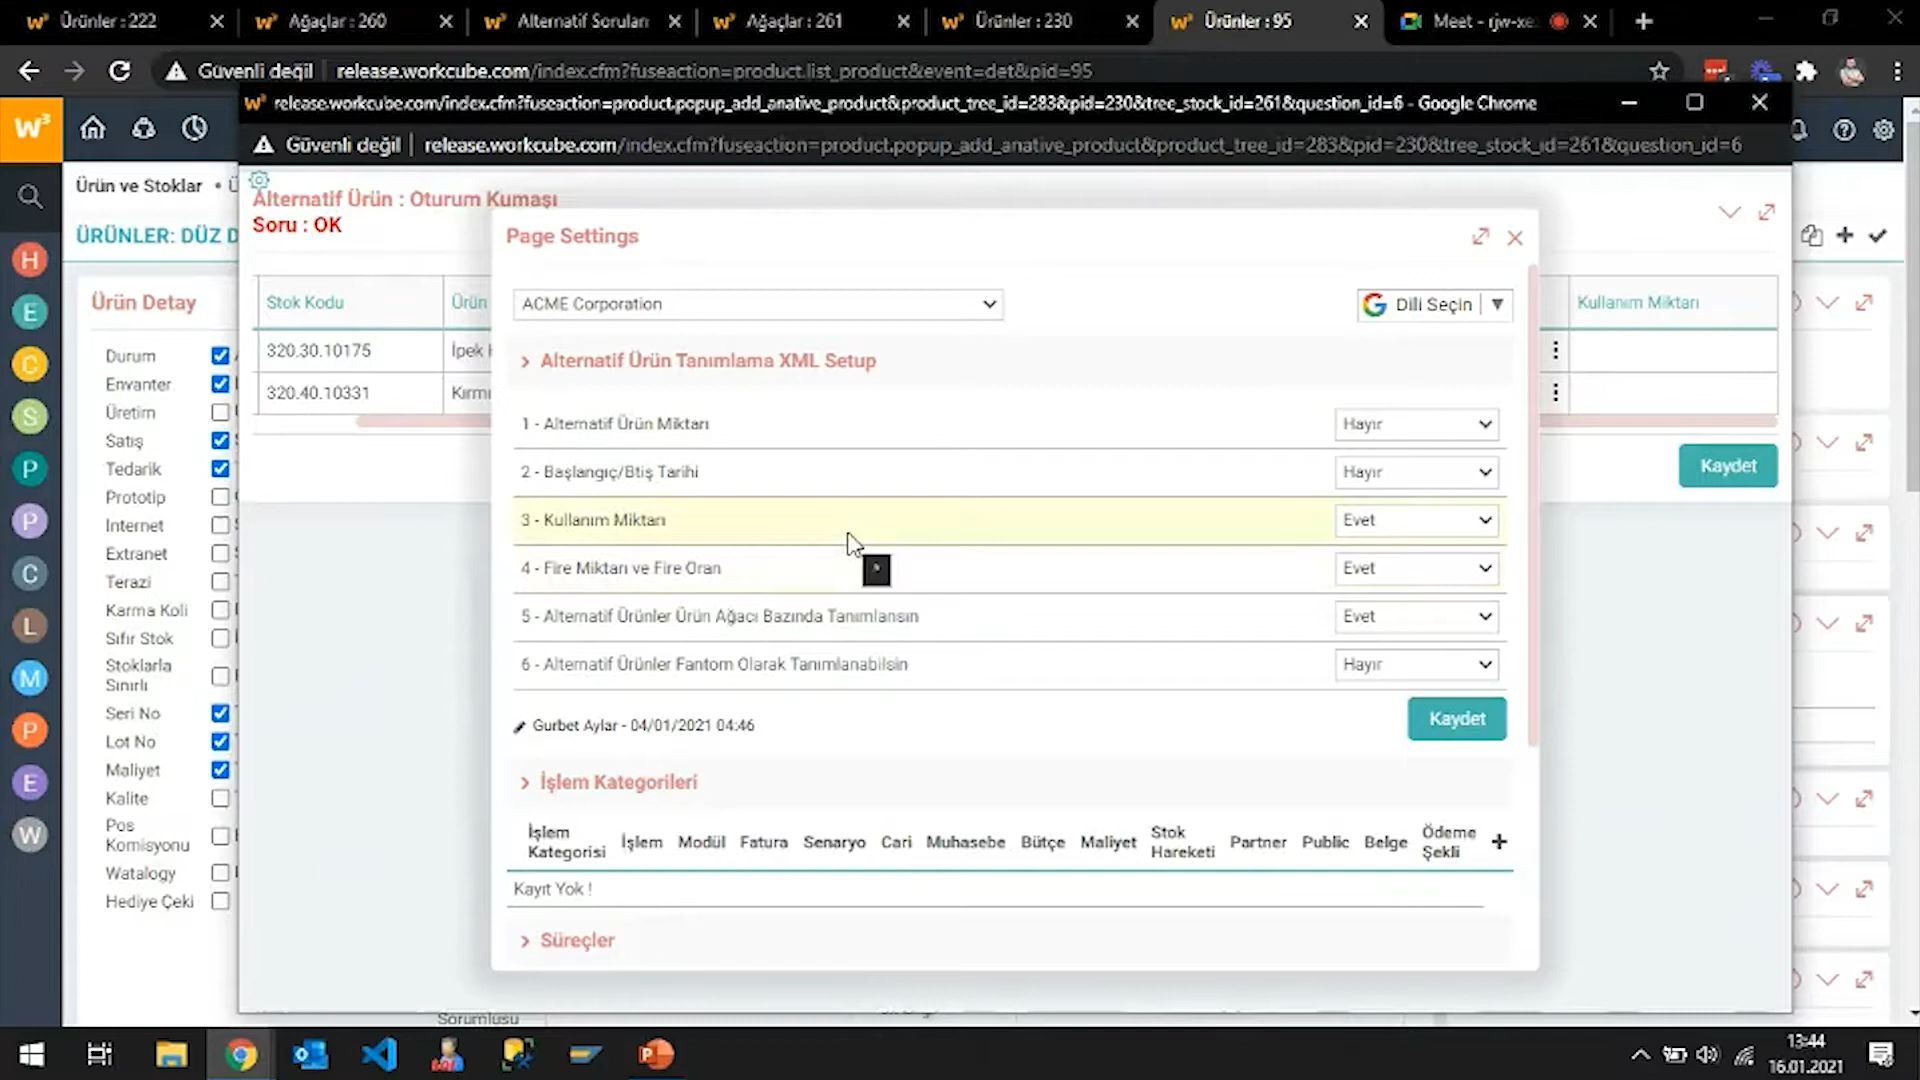 Ürünler : 222
Ağaçlar : 260
Alternatif Soruları
Ağaçlar : 261
Ürünler : 230
Ürünler : 95
Meet - rjw-xe
Güvenli değil
release.workcube.com/index.cfm?fuseaction=product.list_product&event=det&pid=95
release.workcube.com/index.cfm?fuseaction=product.popup_add_anative_product&product_tree_id=283&pid=230&tree_stock_id=261&question_id=6 - Google Chrome
Güvenli değil
release.workcube.com/index.cfm?fuseaction=product.popup_add_anative_product&product_tree_id=283&pid=230&tree_stock_id=261&question_id=6
Ürün ve Stoklar
ÜRÜNLER: DÜZ D
Alternatif Ürün : Oturum Kumaşı
Soru : OK
Stok Kodu
Ürün
Kullanım Miktarı
320.30.10175
İpek
320.40.10331
Kırmı
Kaydet
Page Settings
ACME Corporation
Dili Seçin
Alternatif Ürün Tanımlama XML Setup
1 - Alternatif Ürün Miktarı
Hayır
2 - Başlangıç/Btiş Tarihi
Hayır
3 - Kullanım Miktarı
Evet
4 - Fire Miktarı ve Fire Oran
Evet
5 - Alternatif Ürünler Ürün Ağacı Bazında Tanımlansın
Evet
6 - Alternatif Ürünler Fantom Olarak Tanımlanabilsin
Hayır
Gurbet Aylar - 04/01/2021 04:46
Kaydet
İşlem Kategorileri
İşlem Kategorisi
İşlem
Modül
Fatura
Senaryo
Cari
Muhasebe
Bütçe
Maliyet
Stok Hareketi
Partner
Public
Belge
Ödeme Şekli
Kayıt Yok !
Süreçler
Ürün Detay
Durum
Envanter
Üretim
Satış
Tedarik
Prototip
İnternet
Extranet
Terazi
Karma Koli
Sıfır Stok
Stoklarla
Sınırlı
Seri No
Lot No
Maliyet
Kalite
Pos
Komisyonu
Watalogy
Hediye Çeki
Sorumlusu
H
E
C
S
P
P
C
L
M
P
E
W
13:44
16.01.2021